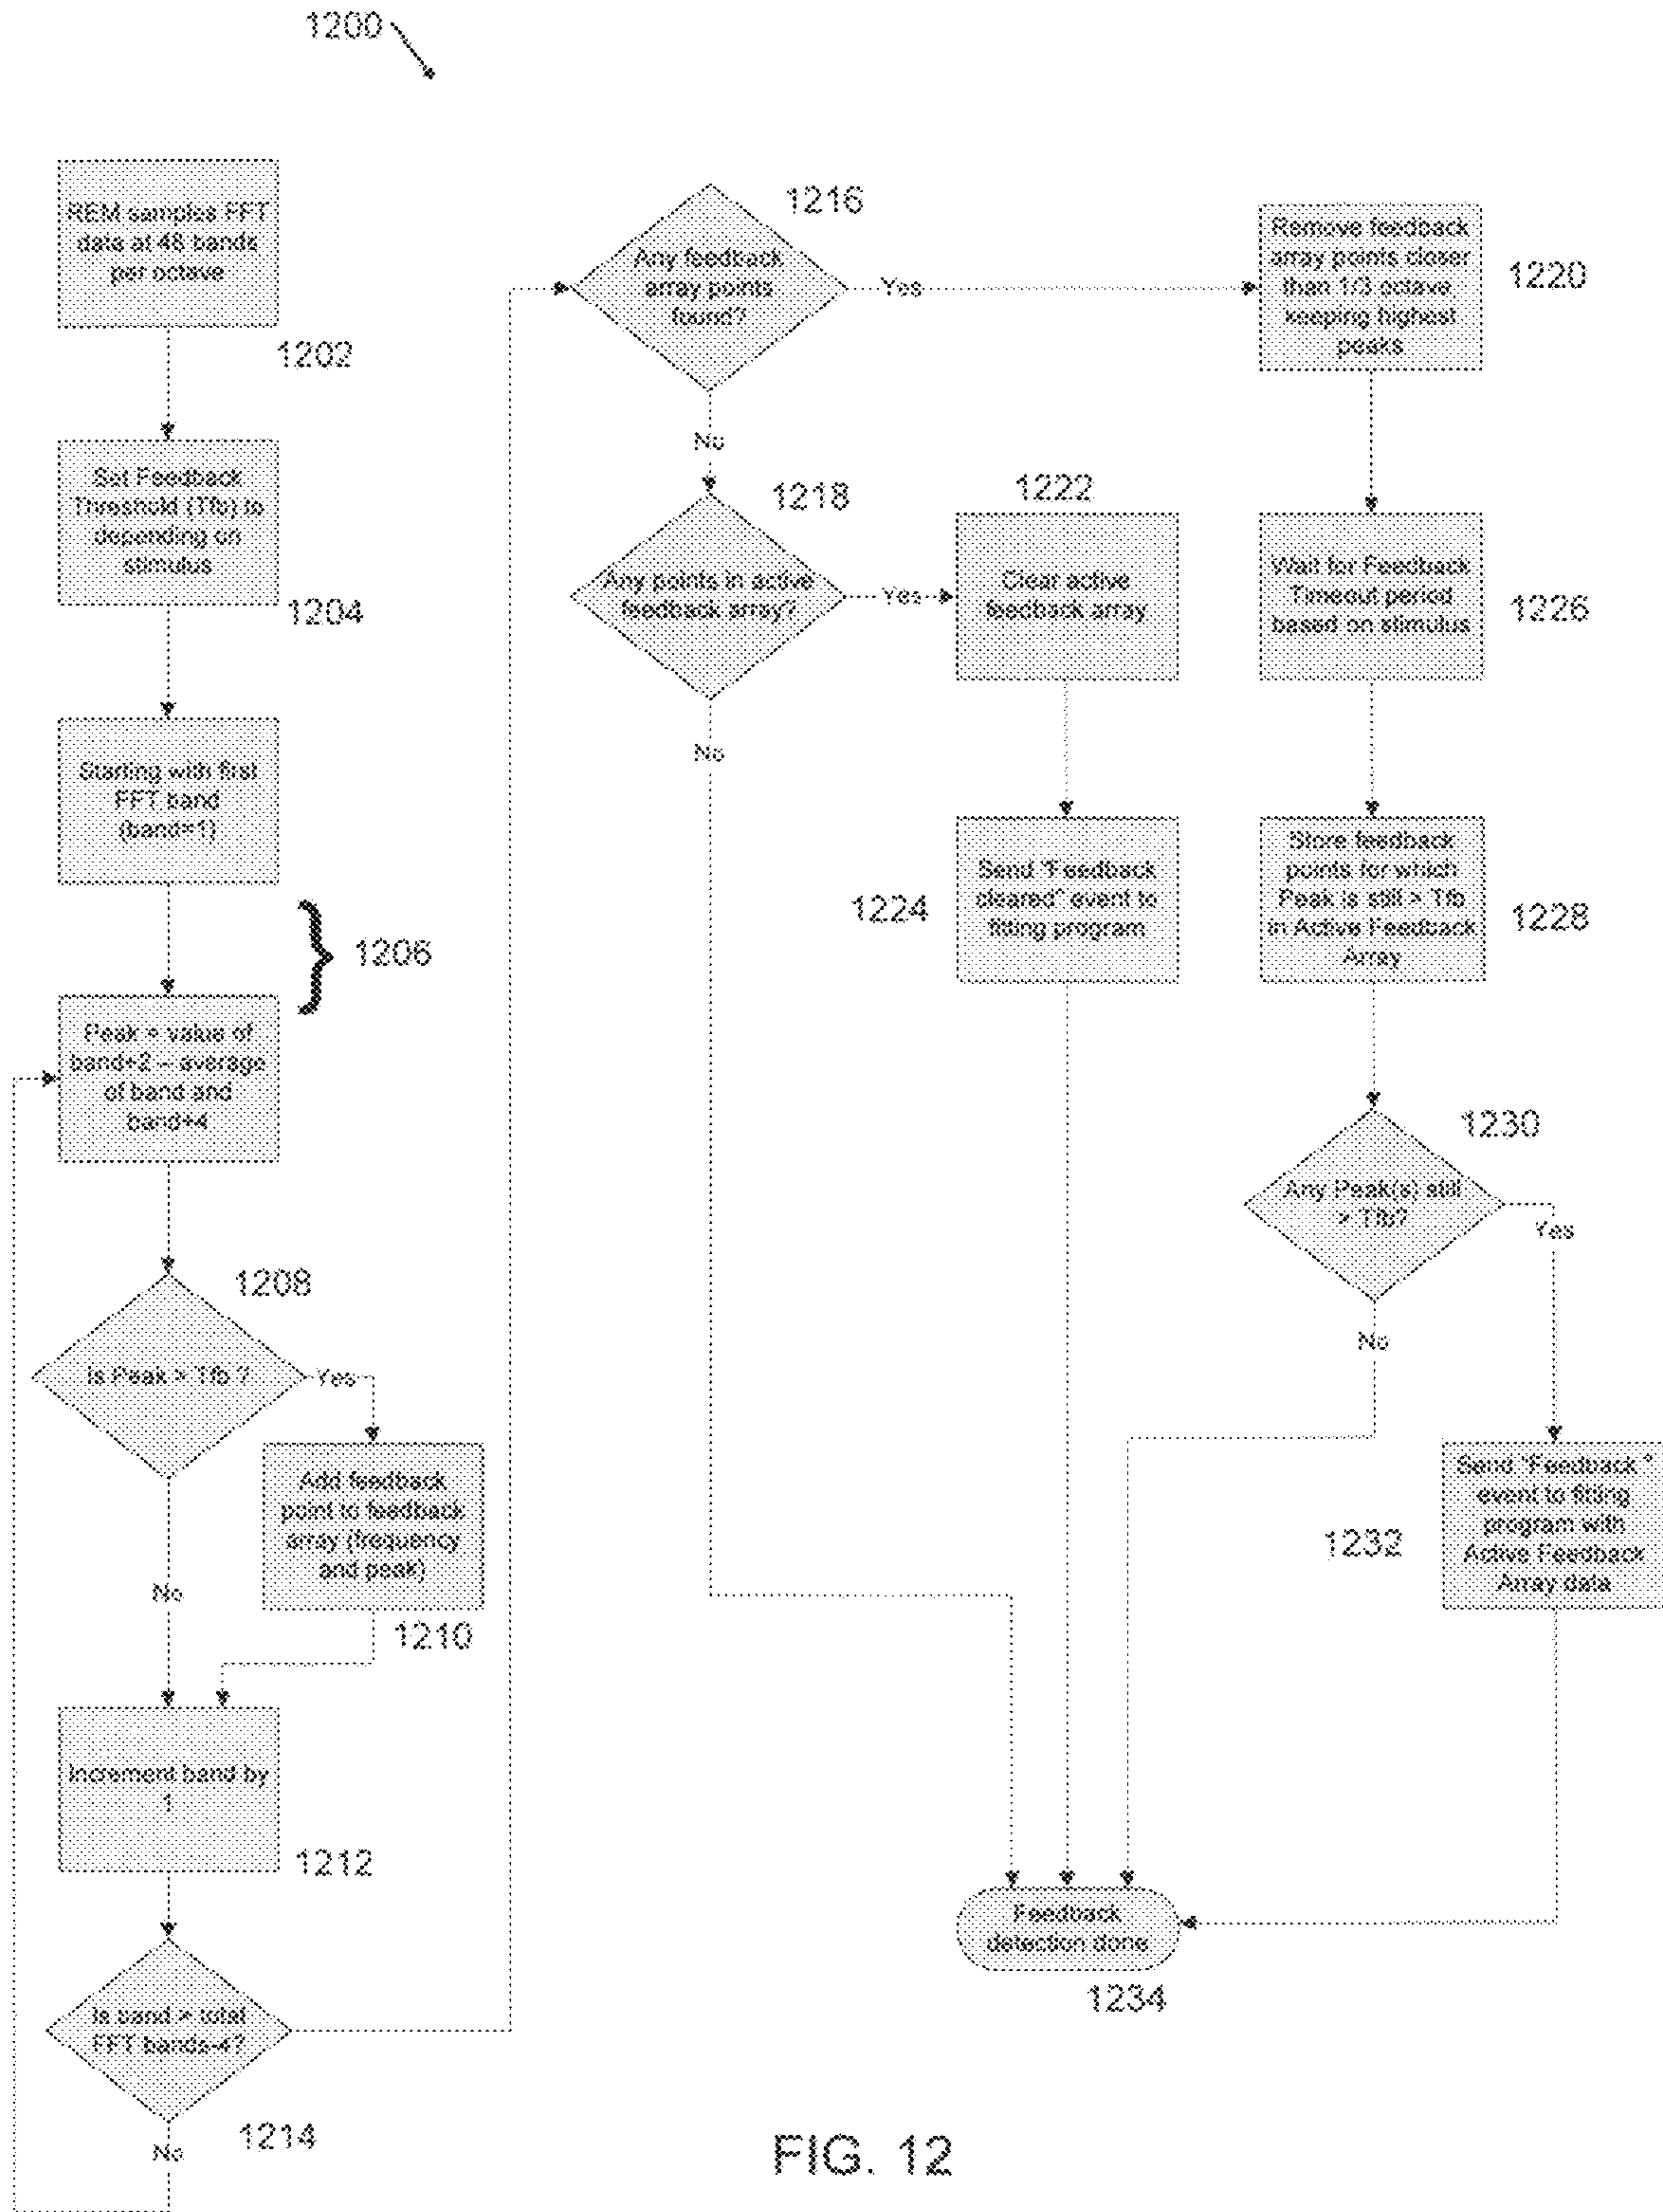 1200
REM samples FFT
data at 48 bands
per octave
1202
Set Feedback
Threshold (Tfb) to
depending on
stimulus
1204
Starting with first
FFT band
(band=1)
1206
Peak = value of
band+2 – average
of band and
band+4
1208
Is Peak > Tfb ?
Yes
No
Add feedback
point to feedback
array (frequency
and peak)
1210
Increment band by
1
1212
Is band > total
FFT bands-4?
1214
No
1216
Any feedback
array points
found?
Yes
No
1218
Any points in active
feedback array?
Yes
No
1222
Clear active
feedback array
1224
Send "Feedback
cleared" event to
fitting program
Remove feedback
array points closer
than 1/3 octave
keeping highest
peaks
1220
Wait for Feedback
Timeout period
based on stimulus
1226
Store feedback
points for which
Peak is still > Tfb
in Active Feedback
Array
1228
1230
Any Peak(s) still
> Tfb?
Yes
No
Send "Feedback "
event to fitting
program with
Active Feedback
Array data
1232
Feedback
detection done
1234
FIG. 12